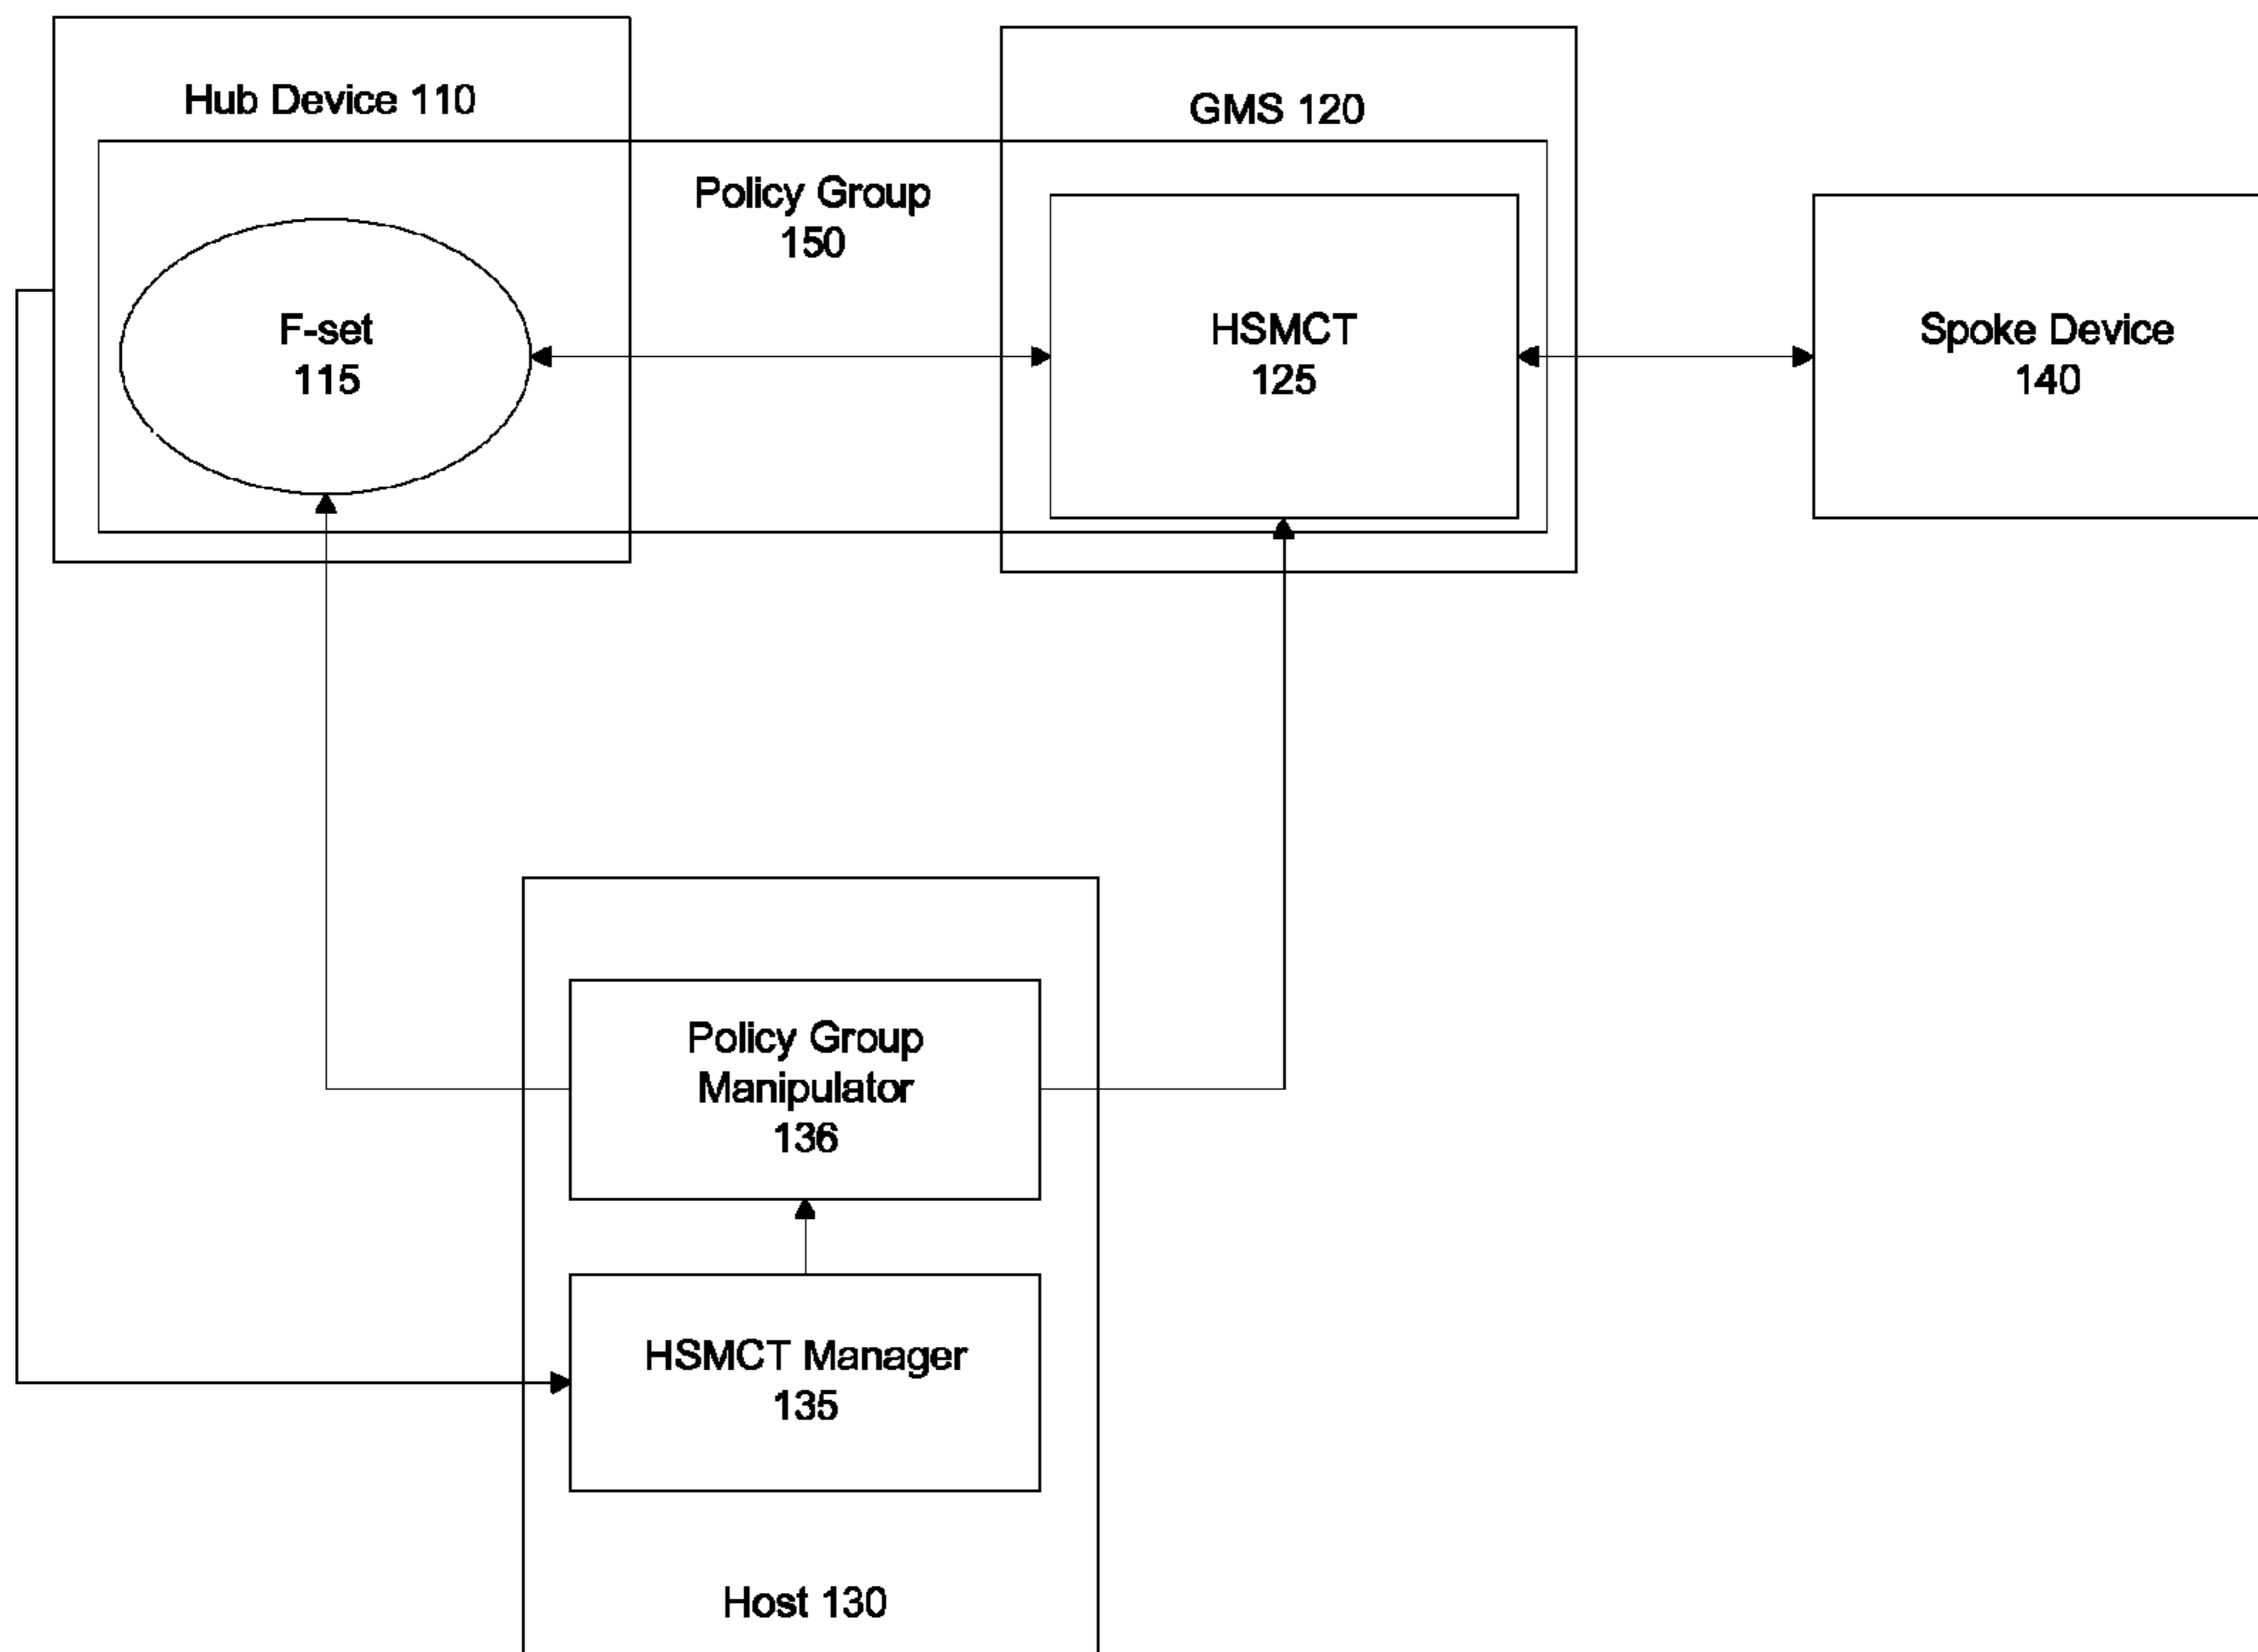 Hub Device 110
GMS 120
Policy Group
150
F-set
115
HSMCT
125
Spoke Device
140
Policy Group
Manipulator
136
HSMCT Manager
135
Host 130